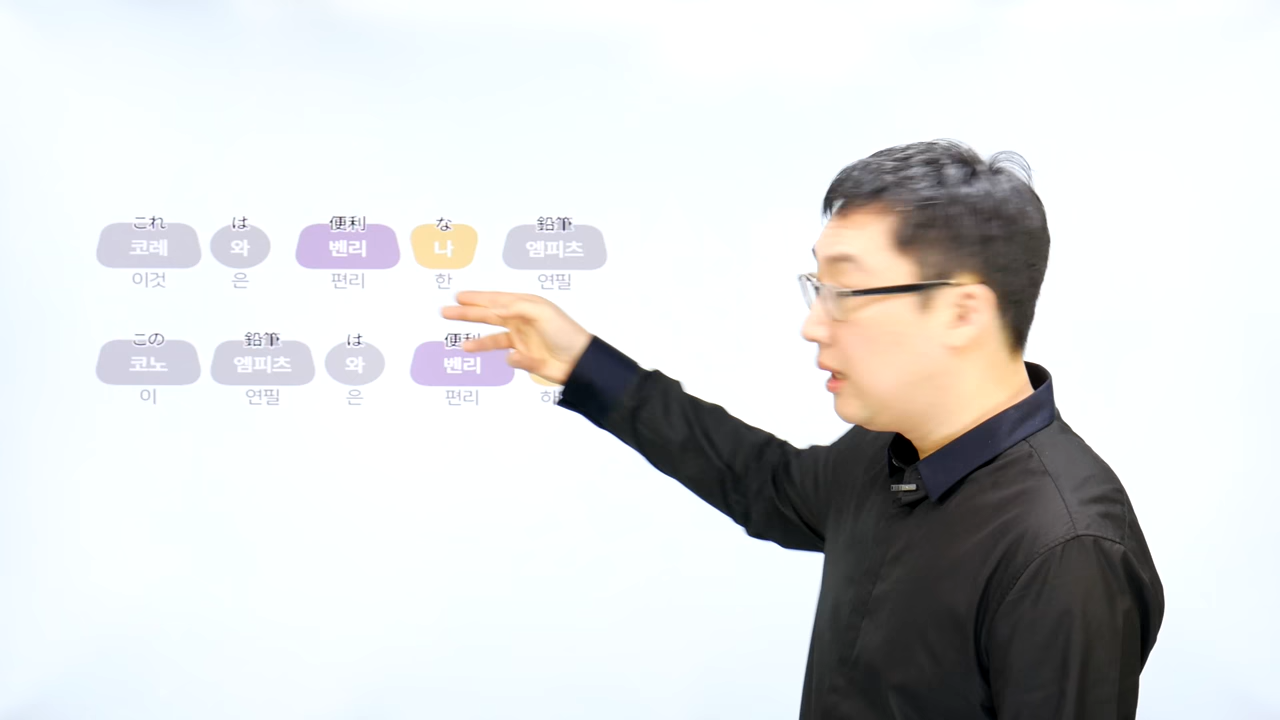 これ は 便利 な 鉛筆
코레 와 벤리 나 엠피츠
이것 은 편리 한 연필
この 鉛筆 は 便利
코노 엠피츠 와 벤리
이 연필 은 편리